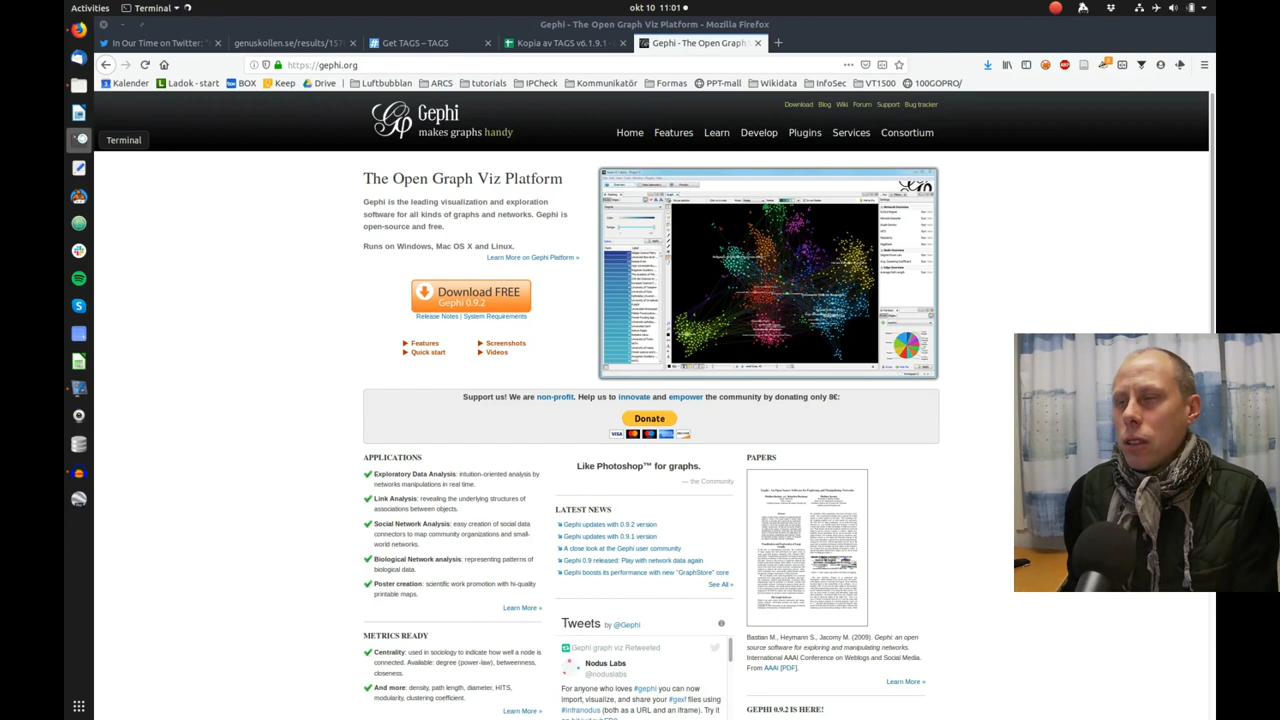 Activities
Terminal
okt 10 11:01
Gephi - The Open Graph Viz Platform - Mozilla Firefox
In Our Time on Twitter: "
genuskollen.se/results/157
Get TAGS – TAGS
Kopia av TAGS v6.1.9.1 -
Gephi - The Open Graph V
https://gephi.org
Kalender
Ladok - start
BOX
Keep
Drive
Luftbubblan
ARCS
tutorials
IPCheck
Kommunikatör
Formas
PPT-mall
Wikidata
InfoSec
VT1500
100GOPRO/
Download Blog Wiki Forum Support Bug tracker
Gephi
makes graphs handy
Home Features Learn Develop Plugins Services Consortium
Terminal
The Open Graph Viz Platform
Gephi is the leading visualization and exploration
software for all kinds of graphs and networks. Gephi is
open-source and free.
Runs on Windows, Mac OS X and Linux.
Learn More on Gephi Platform »
Download FREE
Gephi 0.9.2
Release Notes | System Requirements
Features
Quick start
Screenshots
Videos
Support us! We are non-profit. Help us to innovate and empower the community by donating only 8€:
Donate
APPLICATIONS
Exploratory Data Analysis: intuition-oriented analysis by
networks manipulations in real time.
Link Analysis: revealing the underlying structures of
associations between objects.
Social Network Analysis: easy creation of social data
connectors to map community organizations and small-
world networks.
Biological Network analysis: representing patterns of
biological data.
Poster creation: scientific work promotion with hi-quality
printable maps.
Learn More »
METRICS READY
Centrality: used in sociology to indicate how well a node is
connected. Available: degree (power-law), betweenness,
closeness.
And more: density, path length, diameter, HITS,
modularity, clustering coefficient.
Learn More »
Like Photoshop™ for graphs.
— the Community
LATEST NEWS
Gephi updates with 0.9.2 version
Gephi updates with 0.9.1 version
A close look at the Gephi user community
Gephi 0.9 released: Play with network data again
Gephi boosts its performance with new "GraphStore" core
See All »
Tweets by @Gephi
Gephi graph viz Retweeted
Nodus Labs
@noduslabs
For anyone who loves #gephi you can now
import, visualize, and share your #gexf files using
#infranodus (both as a URL and an iframe). Try it
PAPERS
Bastian M., Heymann S., Jacomy M. (2009). Gephi: an open
source software for exploring and manipulating networks.
International AAAI Conference on Weblogs and Social Media.
From AAAI [PDF].
Learn More »
GEPHI 0.9.2 IS HERE!